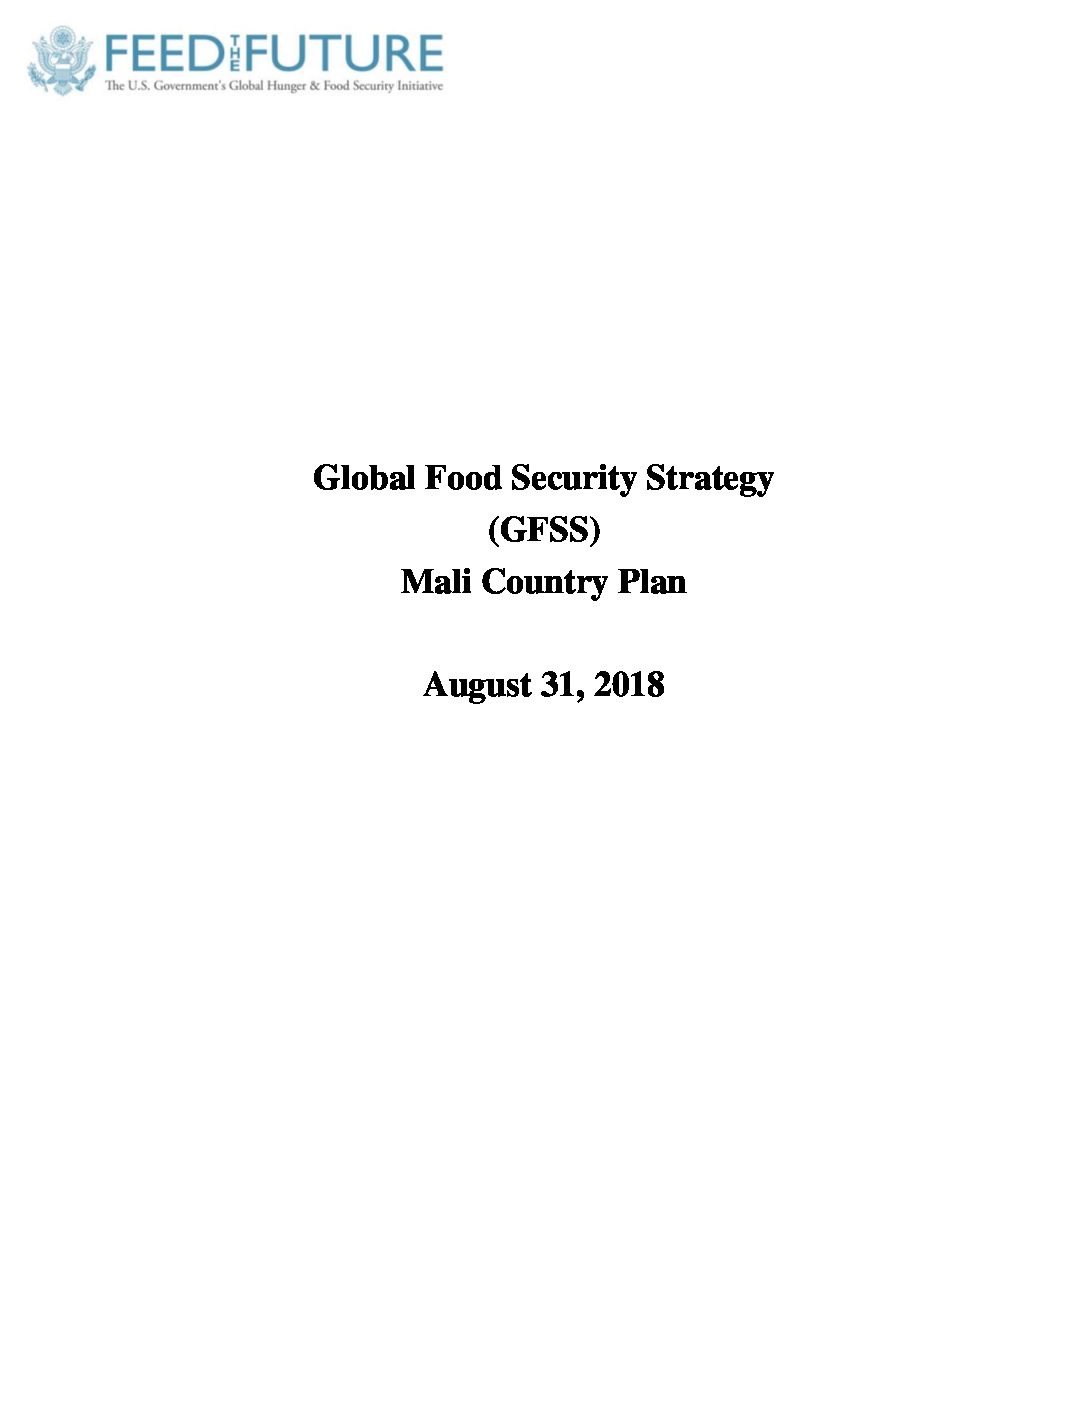 FEED THE FUTURE
The U.S. Government's Global Hunger & Food Security Initiative
Global Food Security Strategy
(GFSS)
Mali Country Plan
August 31, 2018